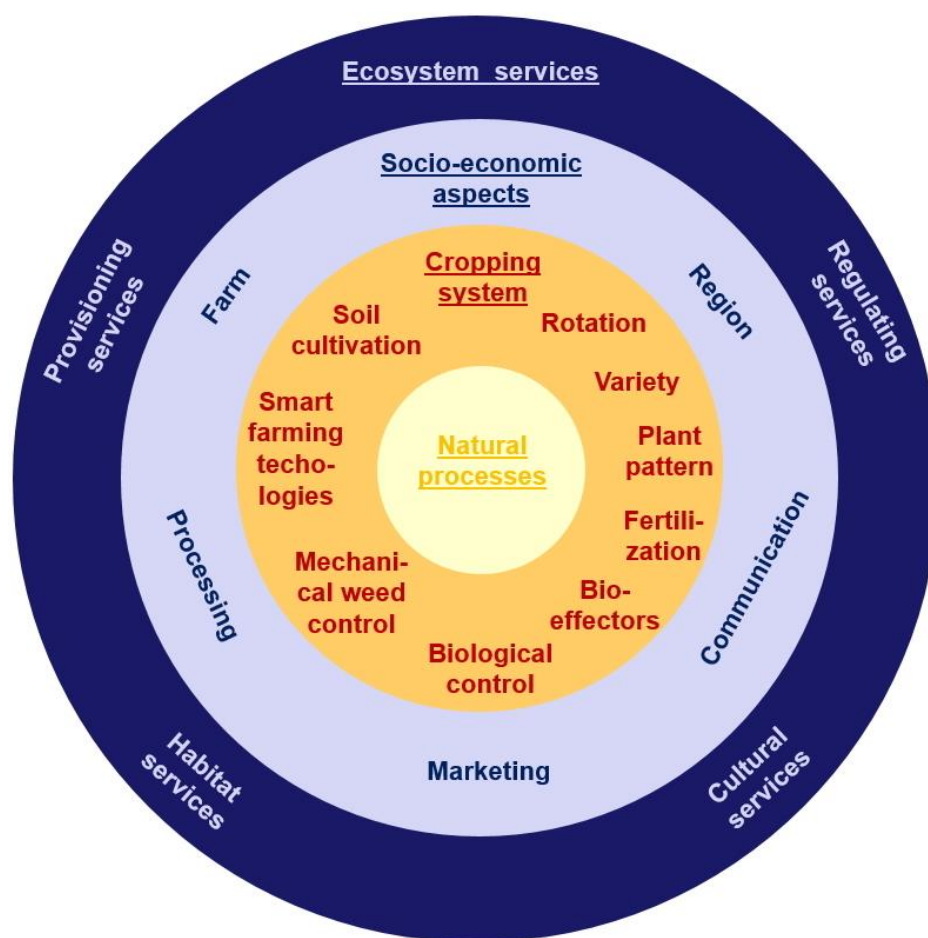 Ecosystem services
Provisioning
services
Regulating
services
Habitat
services
Cultural
services
Socio-economic
aspects
Farm
Region
Processing
Communication
Marketing
Cropping
system
Soil
cultivation
Rotation
Variety
Smart
farming
techo-
logies
Plant
pattern
Fertili-
zation
Mechani-
cal weed
control
Bio-
effectors
Biological
control
Natural
processes